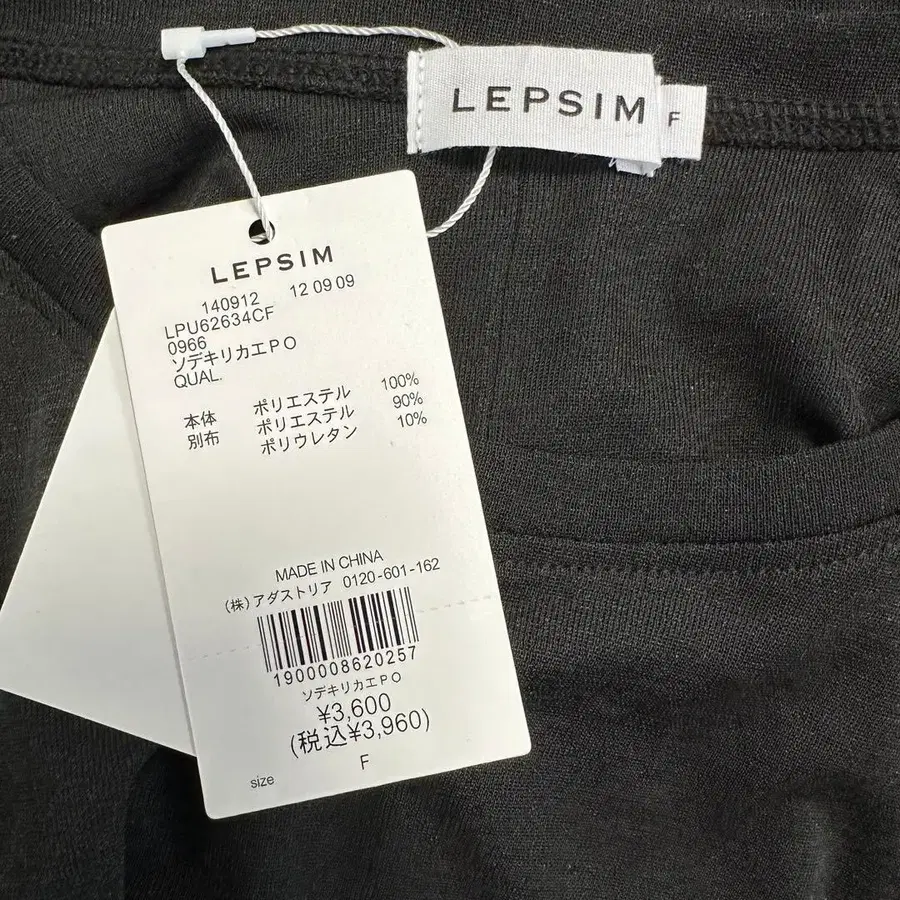 LEPSIM
F
LEPSIM
140912 12 09 09
LPU62634CF
0966
ソデキリカエPO
QUAL.
本体 ポリエステル 100%
別布 ポリエステル 90%
ポリウレタン 10%
MADE IN CHINA
(株)アダストリア 0120-601-162
1900008620257
ソデキリカエPO
¥3,600
(税込¥3,960)
size F